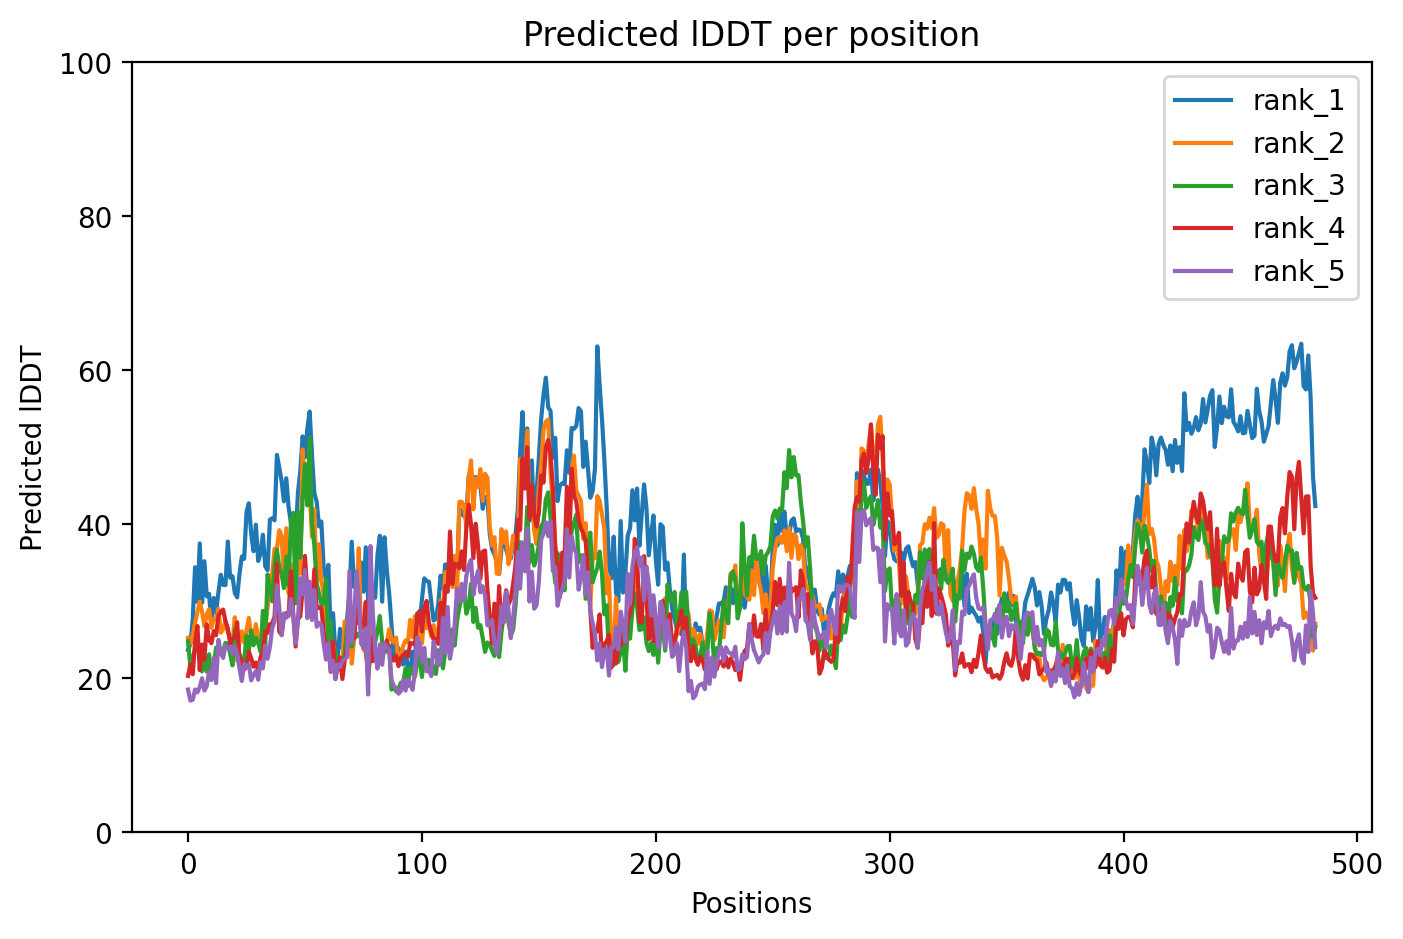 Predicted lDDT per position
100
80
60
40
20
0
Predicted lDDT
rank_1
rank_2
rank_3
rank_4
rank_5
0 100 200 300 400 500
Positions